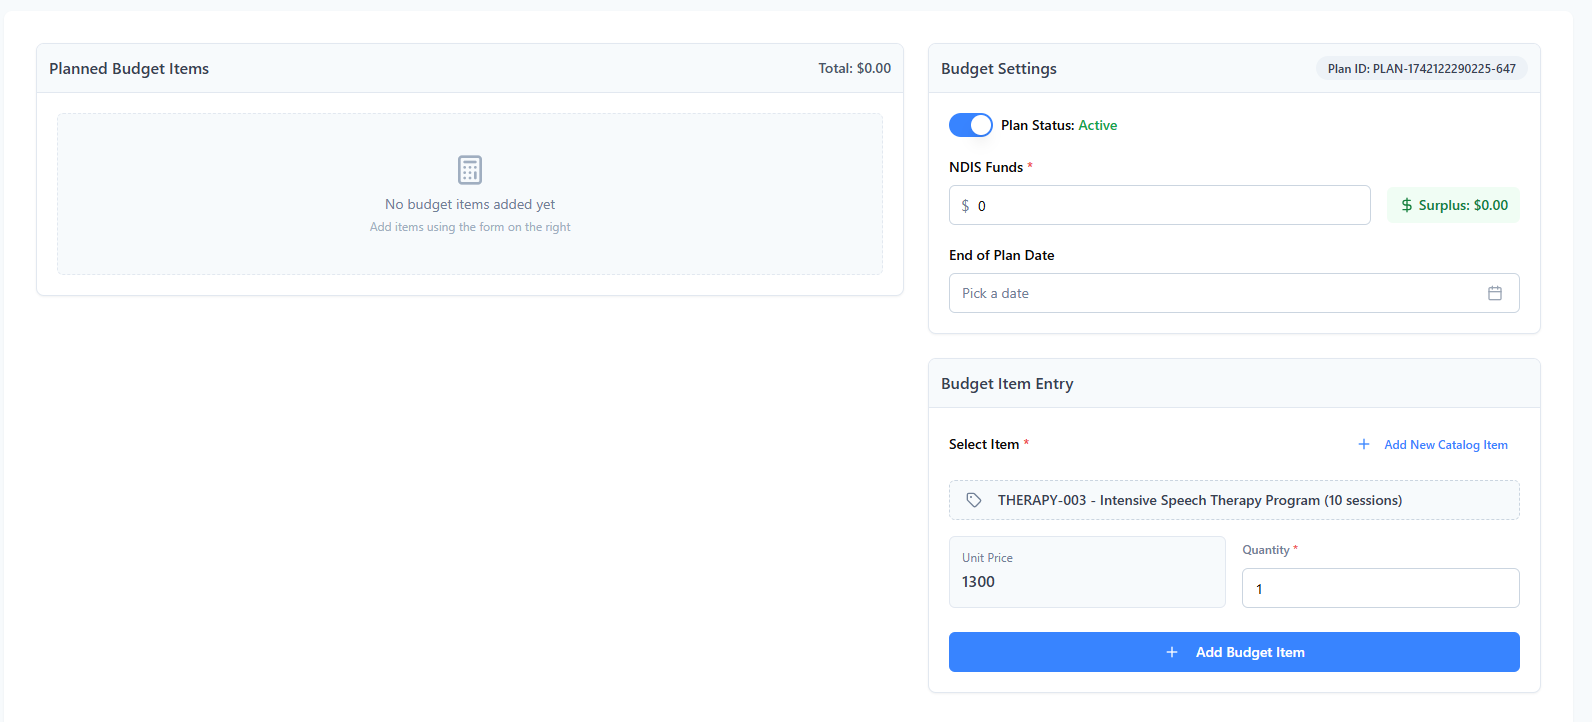 Planned Budget Items
Total: $0.00
No budget items added yet
Add items using the form on the right
Budget Settings
Plan ID: PLAN-1742122290225-647
Plan Status: Active
NDIS Funds *
$ 0
$ Surplus: $0.00
End of Plan Date
Pick a date
Budget Item Entry
Select Item *
+ Add New Catalog Item
THERAPY-003 - Intensive Speech Therapy Program (10 sessions)
Unit Price
1300
Quantity *
1
+ Add Budget Item